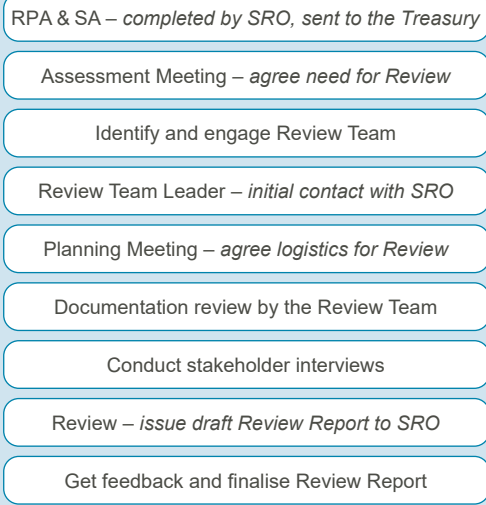 RPA & SA – completed by SRO, sent to the Treasury
Assessment Meeting – agree need for Review
Identify and engage Review Team
Review Team Leader – initial contact with SRO
Planning Meeting – agree logistics for Review
Documentation review by the Review Team
Conduct stakeholder interviews
Review – issue draft Review Report to SRO
Get feedback and finalise Review Report